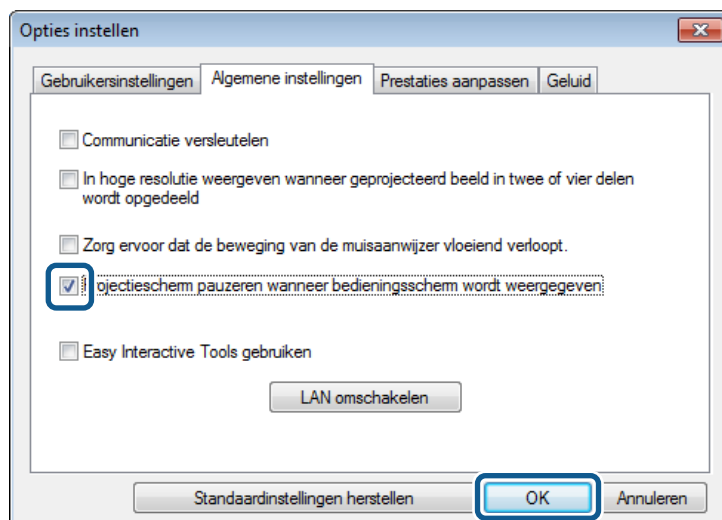 Opties instellen
Gebruikersinstellingen Algemene instellingen Prestaties aanpassen Geluid
Communicatie versleutelen
In hoge resolutie weergeven wanneer geprojecteerd beeld in twee of vier delen
wordt opgedeeld
Zorg ervoor dat de beweging van de muisaanwijzer vloeiend verloopt.
ojectiescherm pauzeren wanneer bedieningsscherm wordt weergegeven
Easy Interactive Tools gebruiken
LAN omschakelen
Standaardinstellingen herstellen OK Annuleren